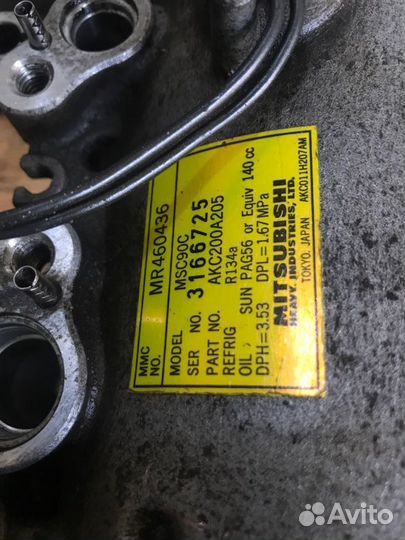 MMC NO. MR460436
MODEL MSC90C
SER NO. 3166725
PART NO. AKC200A205
REFRIG R134a
OIL SUN PAG56 or Equiv 140 cc
DPH=3.53 DPL=1.67 MPa
MITSUBISHI
HEAVY INDUSTRIES, LTD.
TOKYO, JAPAN AKC011H207AM
Avito